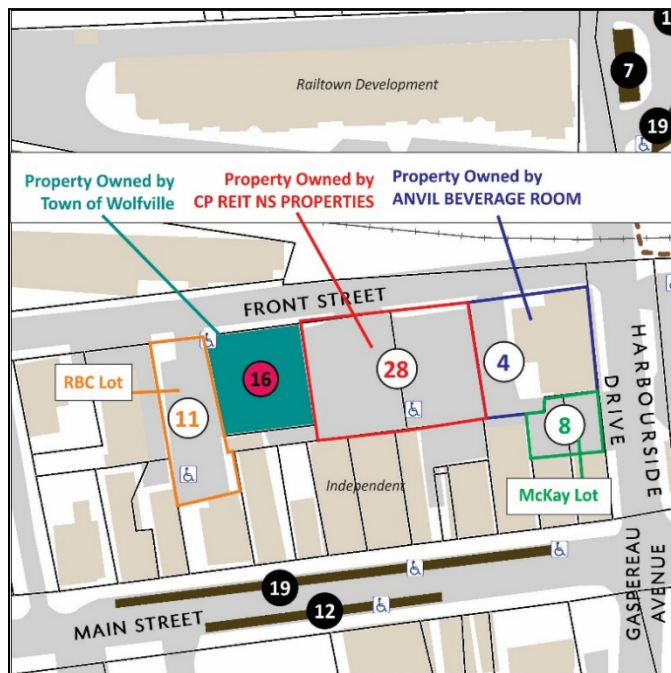 1
7
Railtown Development
19
Property Owned by
Town of Wolfville
Property Owned by
CP REIT NS PROPERTIES
Property Owned by
ANVIL BEVERAGE ROOM
FRONT STREET
HARBOURSIDE
DRIVE
RBC Lot
16
28
4
11
8
Independent
McKay Lot
19
12
MAIN STREET
GASPEREAU
AVENUE